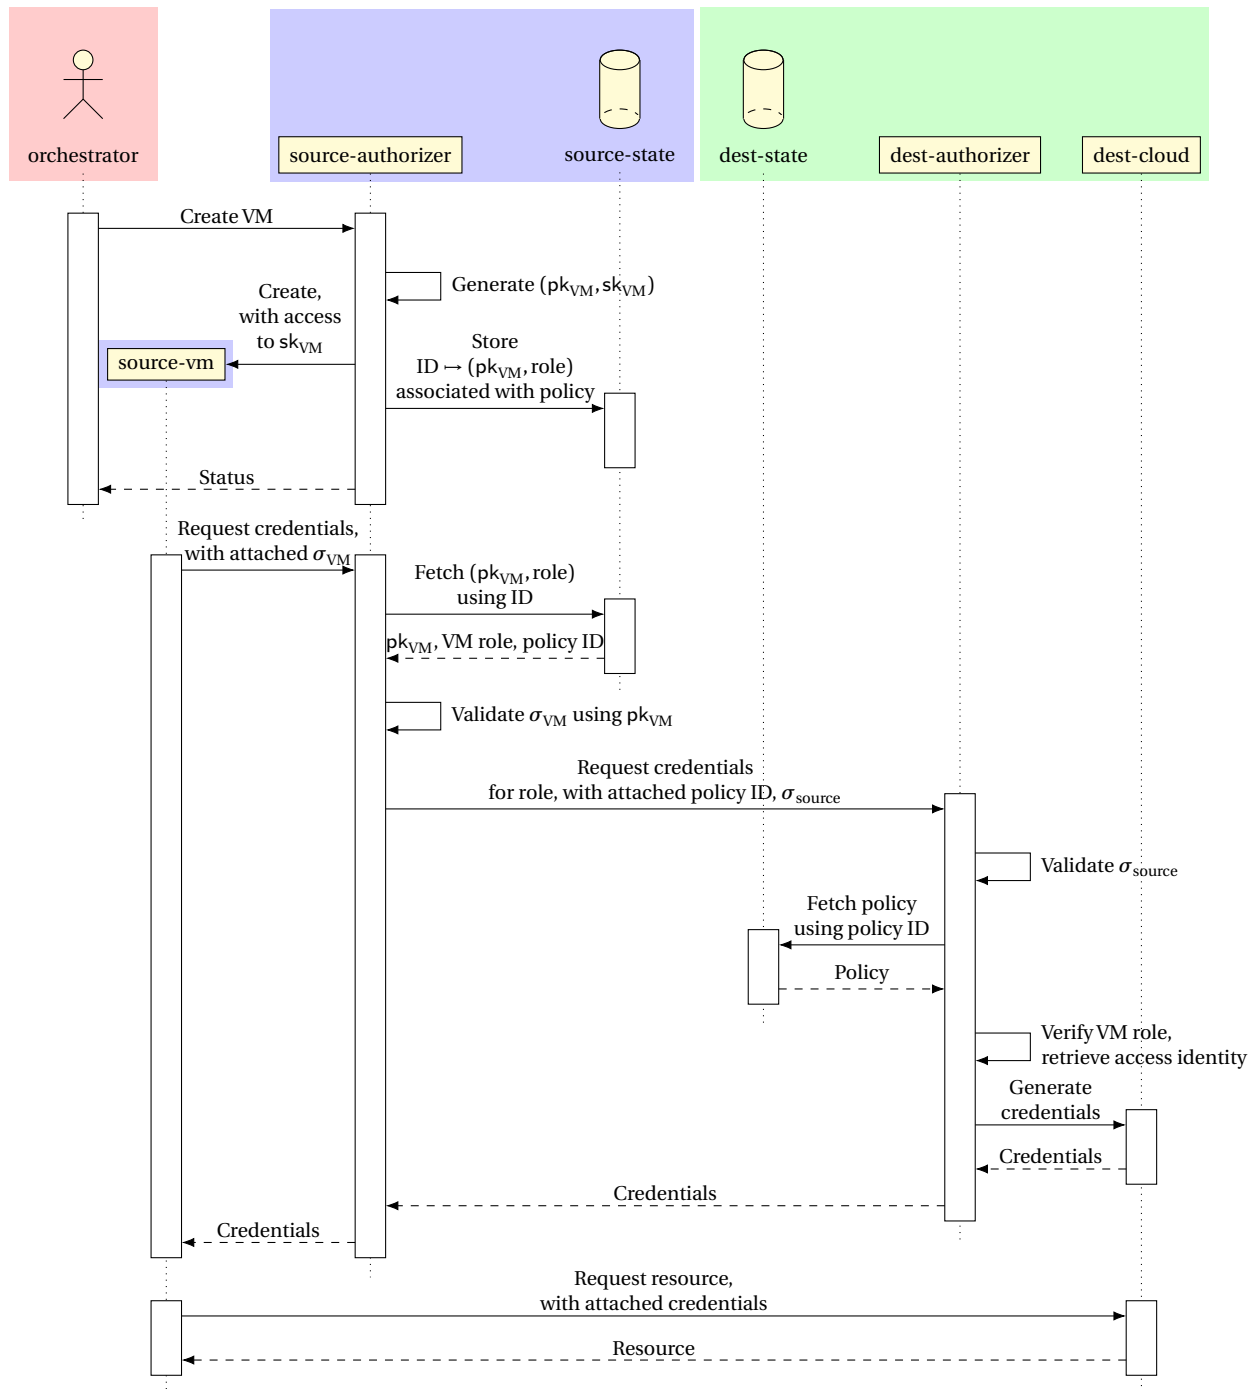 orchestrator
source-authorizer
source-state
dest-state
dest-authorizer
dest-cloud
Create VM
Generate (pk_VM, sk_VM)
Create,
with access
to sk_VM
source-vm
Store
ID ↦ (pk_VM, role)
associated with policy
Status
Request credentials,
with attached σ_VM
Fetch (pk_VM, role)
using ID
pk_VM, VM role, policy ID
Validate σ_VM using pk_VM
Request credentials
for role, with attached policy ID, σ_source
Validate σ_source
Fetch policy
using policy ID
Policy
Verify VM role,
retrieve access identity
Generate
credentials
Credentials
Credentials
Credentials
Request resource,
with attached credentials
Resource